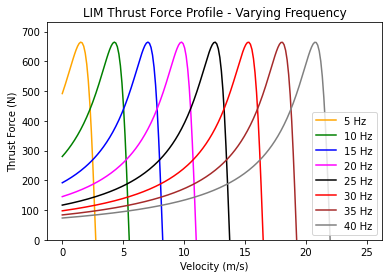 LIM Thrust Force Profile - Varying Frequency
Thrust Force (N)
700
600
500
400
300
200
100
0
5 Hz
10 Hz
15 Hz
20 Hz
25 Hz
30 Hz
35 Hz
40 Hz
0 5 10 15 20 25
Velocity (m/s)